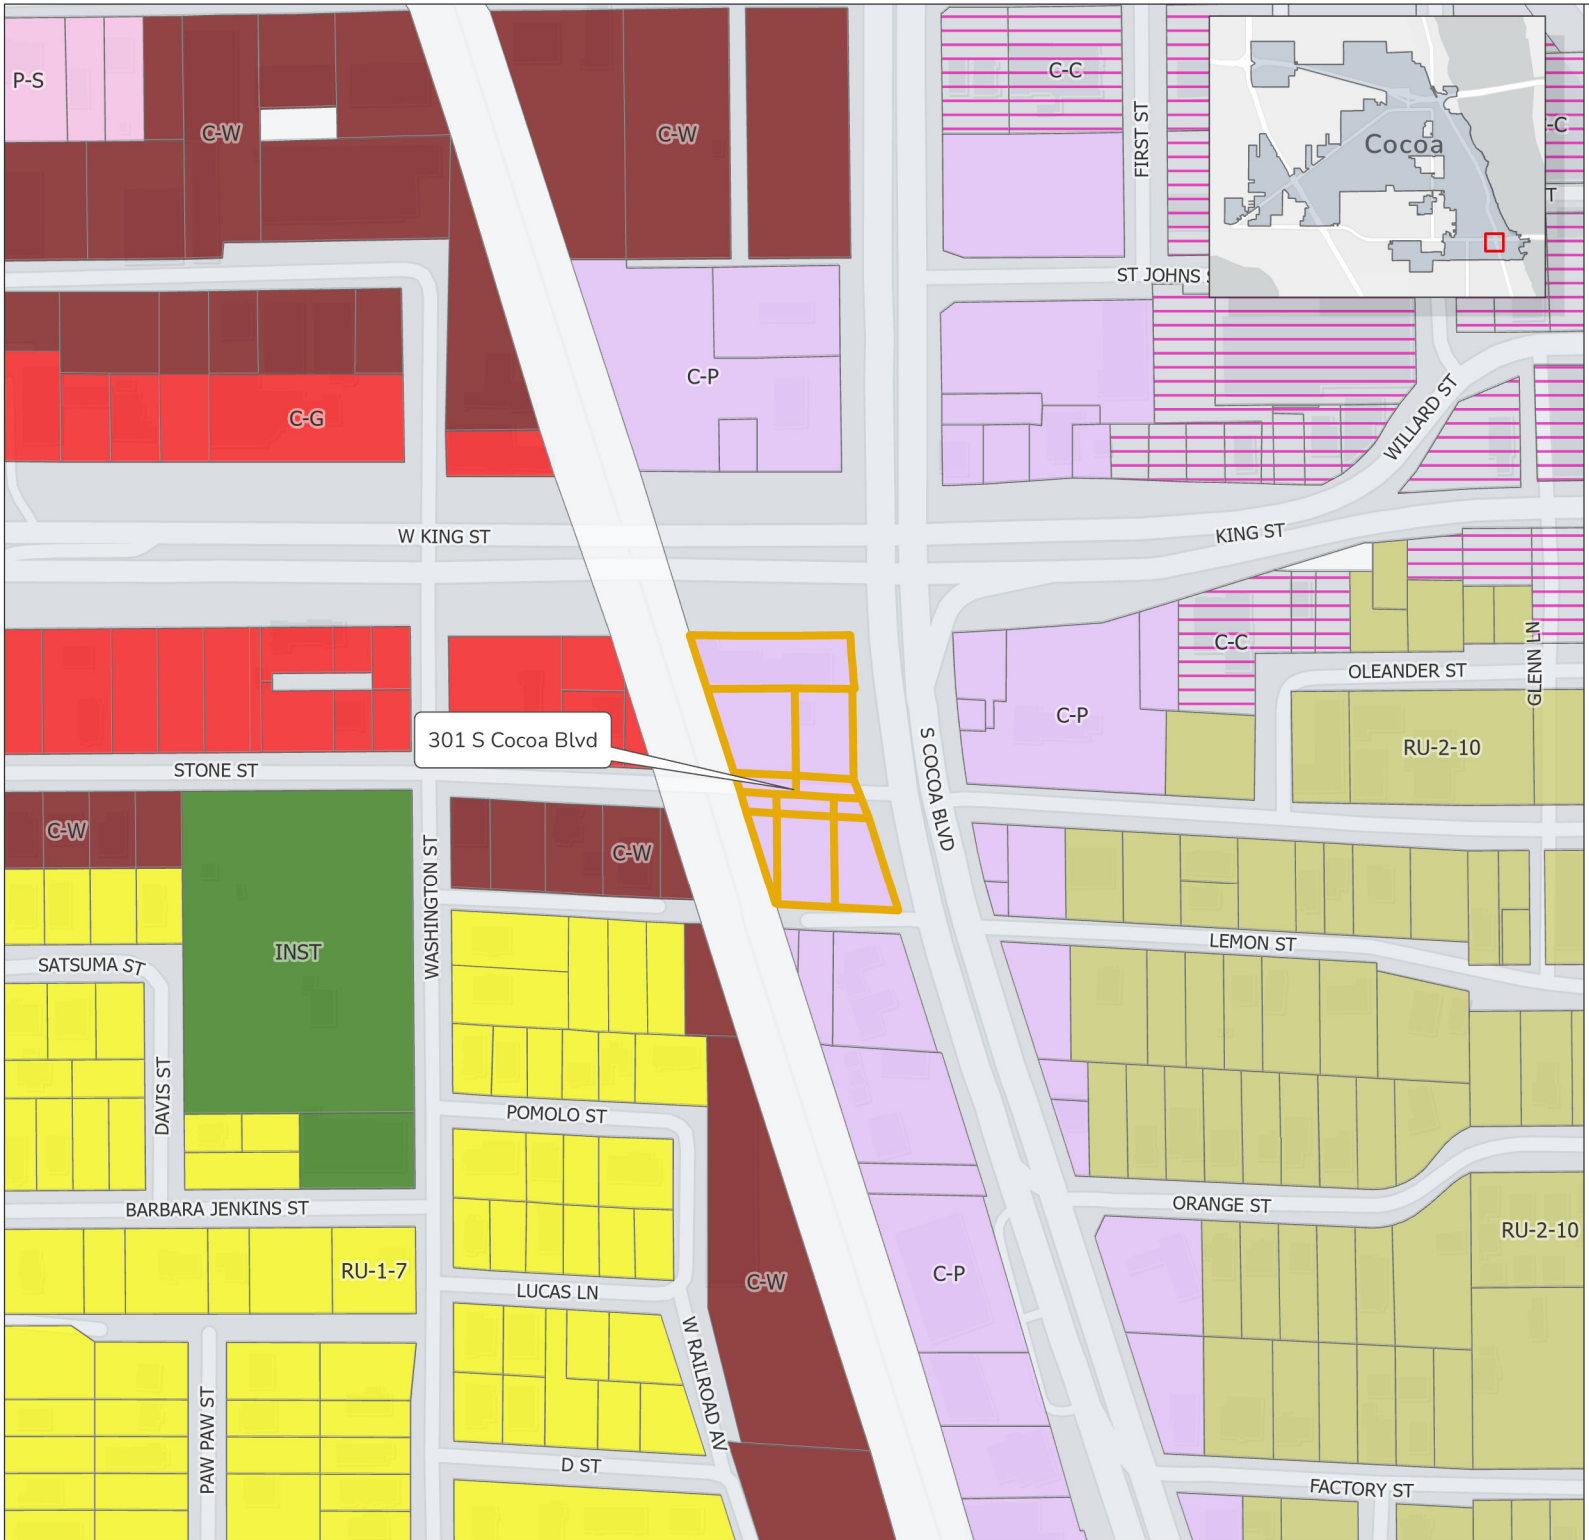 P-S
C-W
C-W
C-C
FIRST ST
Cocoa
-C
T
ST JOHNS
C-P
C-G
WILLARD ST
W KING ST
KING ST
C-C
OLEANDER ST
GLENN LN
C-P
RU-2-10
301 S Cocoa Blvd
STONE ST
S COCOA BLVD
C-W
C-W
WASHINGTON ST
INST
SATSUMA ST
LEMON ST
DAVIS ST
POMOLO ST
BARBARA JENKINS ST
ORANGE ST
RU-2-10
RU-1-7
C-W
C-P
LUCAS LN
W RAILROAD AV
PAW PAW ST
D ST
FACTORY ST